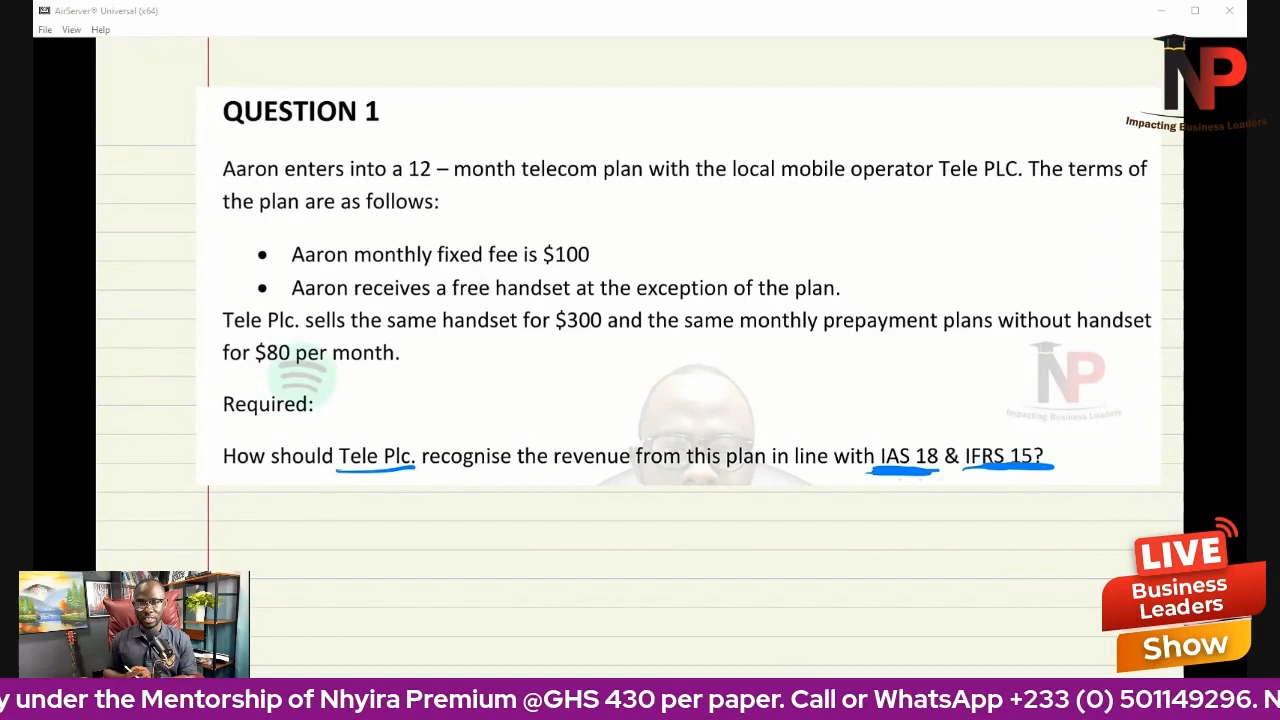 AirServer® Universal (x64)
File View Help
NP
Impacting Business Leaders
QUESTION 1
Aaron enters into a 12 – month telecom plan with the local mobile operator Tele PLC. The terms of
the plan are as follows:
• Aaron monthly fixed fee is $100
• Aaron receives a free handset at the exception of the plan.
Tele Plc. sells the same handset for $300 and the same monthly prepayment plans without handset
for $80 per month.
NP
Impacting Business Leaders
Required:
How should Tele Plc. recognise the revenue from this plan in line with IAS 18 & IFRS 15?
LIVE
Business
Leaders
Show
y under the Mentorship of Nhyira Premium @GHS 430 per paper. Call or WhatsApp +233 (0) 501149296. N